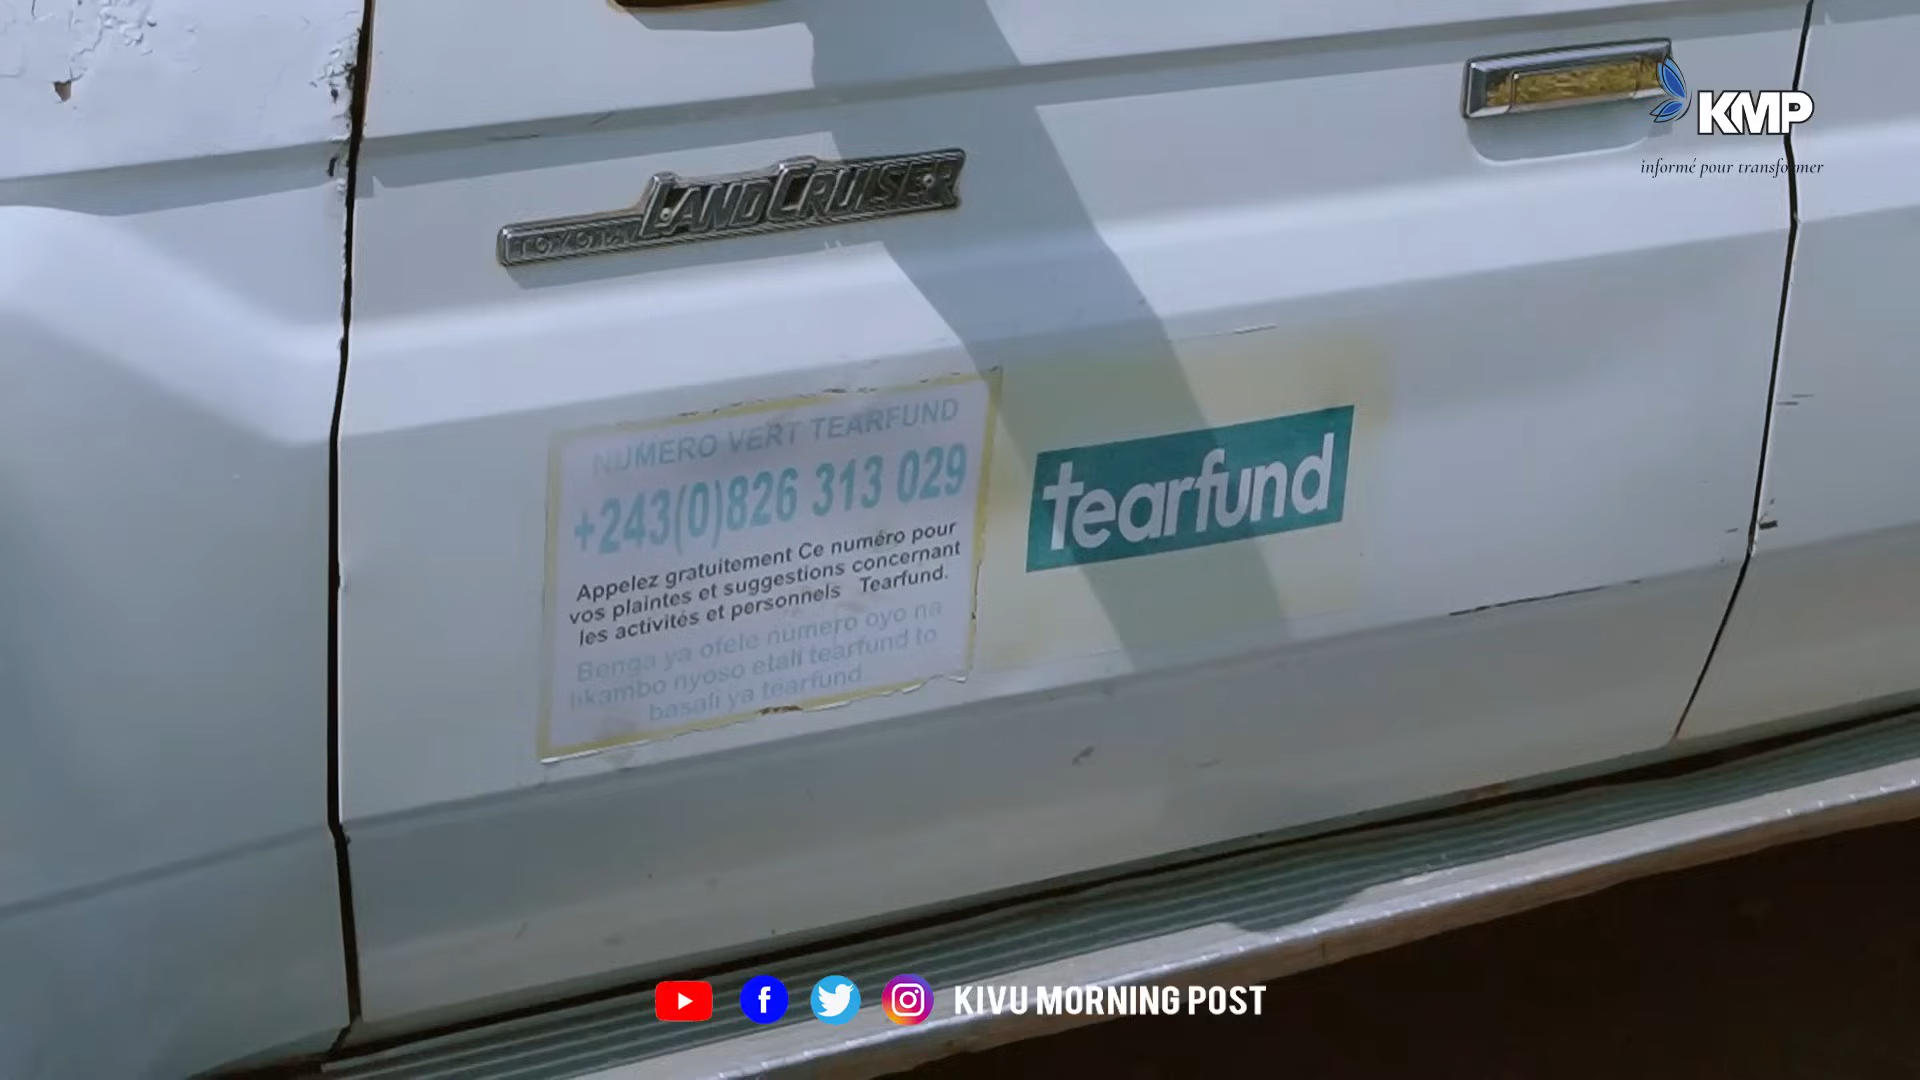 KMP
informé pour transformer
TOYOTA LAND CRUISER
NUMERO VERT TEARFUND
+243(0)826 313 029
Appelez gratuitement Ce numéro pour
vos plaintes et suggestions concernant
les activités et personnels Tearfund.
Benga ya ofele numero oyo na
likambo nyoso etali tearfund to
basali ya tearfund
tearfund
KIVU MORNING POST